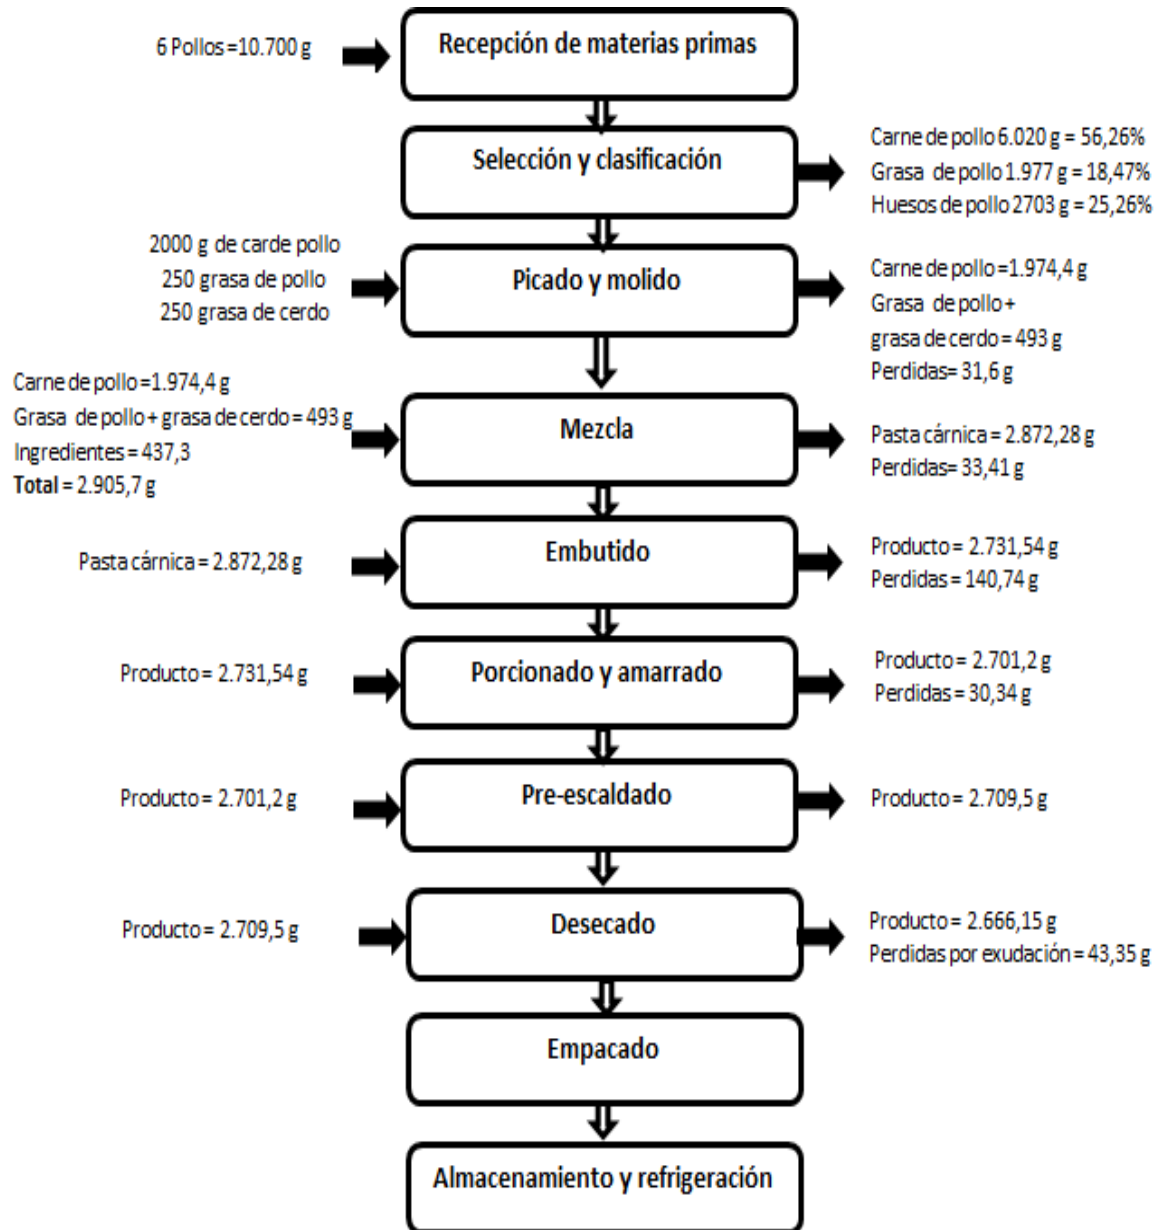 6 Pollos =10.700 g
Recepción de materias primas
Selección y clasificación
Carne de pollo 6.020 g = 56,26%
Grasa de pollo 1.977 g = 18,47%
Huesos de pollo 2703 g = 25,26%
2000 g de carde pollo
250 grasa de pollo
250 grasa de cerdo
Picado y molido
Carne de pollo =1.974,4 g
Grasa de pollo +
grasa de cerdo = 493 g
Perdidas= 31,6 g
Carne de pollo =1.974,4 g
Grasa de pollo + grasa de cerdo = 493 g
Ingredientes = 437,3
Total = 2.905,7 g
Mezcla
Pasta cárnica = 2.872,28 g
Perdidas= 33,41 g
Pasta cárnica = 2.872,28 g
Embutido
Producto = 2.731,54 g
Perdidas = 140,74 g
Producto = 2.731,54 g
Porcionado y amarrado
Producto = 2.701,2 g
Perdidas = 30,34 g
Producto = 2.701,2 g
Pre-escaldado
Producto = 2.709,5 g
Producto = 2.709,5 g
Desecado
Producto = 2.666,15 g
Perdidas por exudación = 43,35 g
Empacado
Almacenamiento y refrigeración